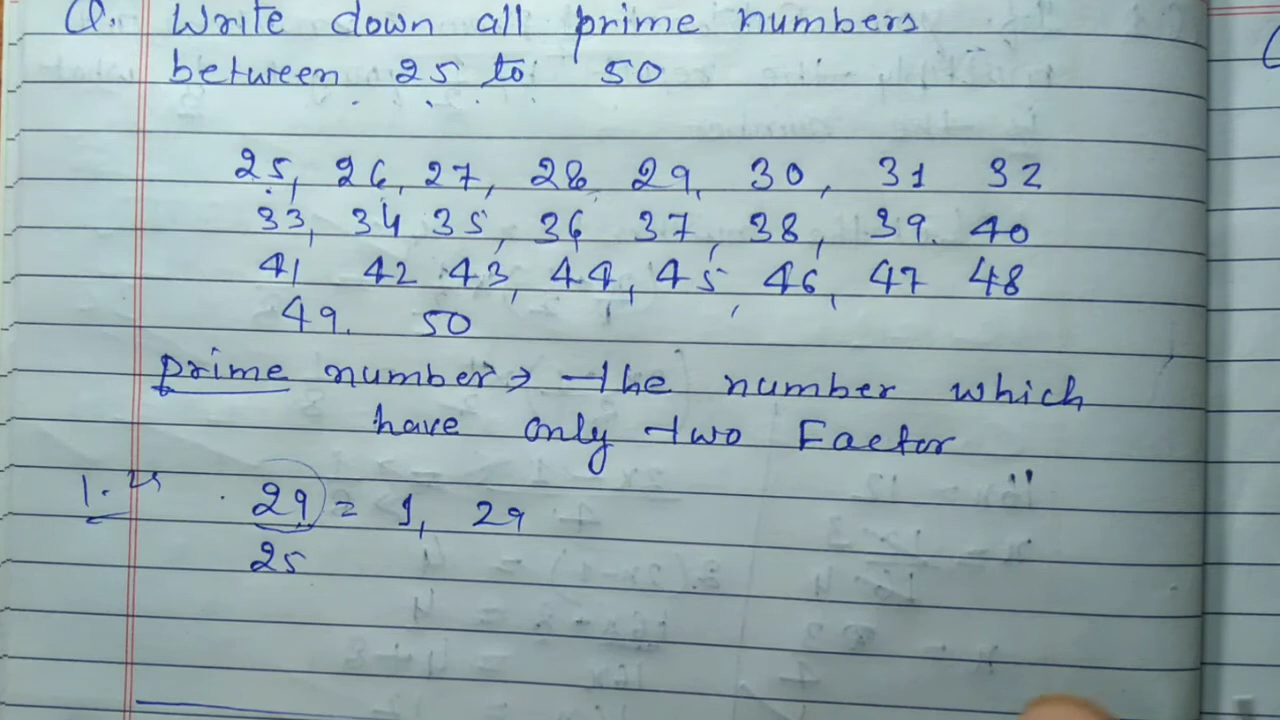 Q. Write down all prime numbers
between 25 to 50
25, 26, 27, 28, 29, 30, 31 32
33, 34 35, 36 37, 38, 39. 40
41 42 43, 44, 45, 46, 47 48
49. 50
prime number → The number which
have only two Factor
1. 29 = 1, 29
25